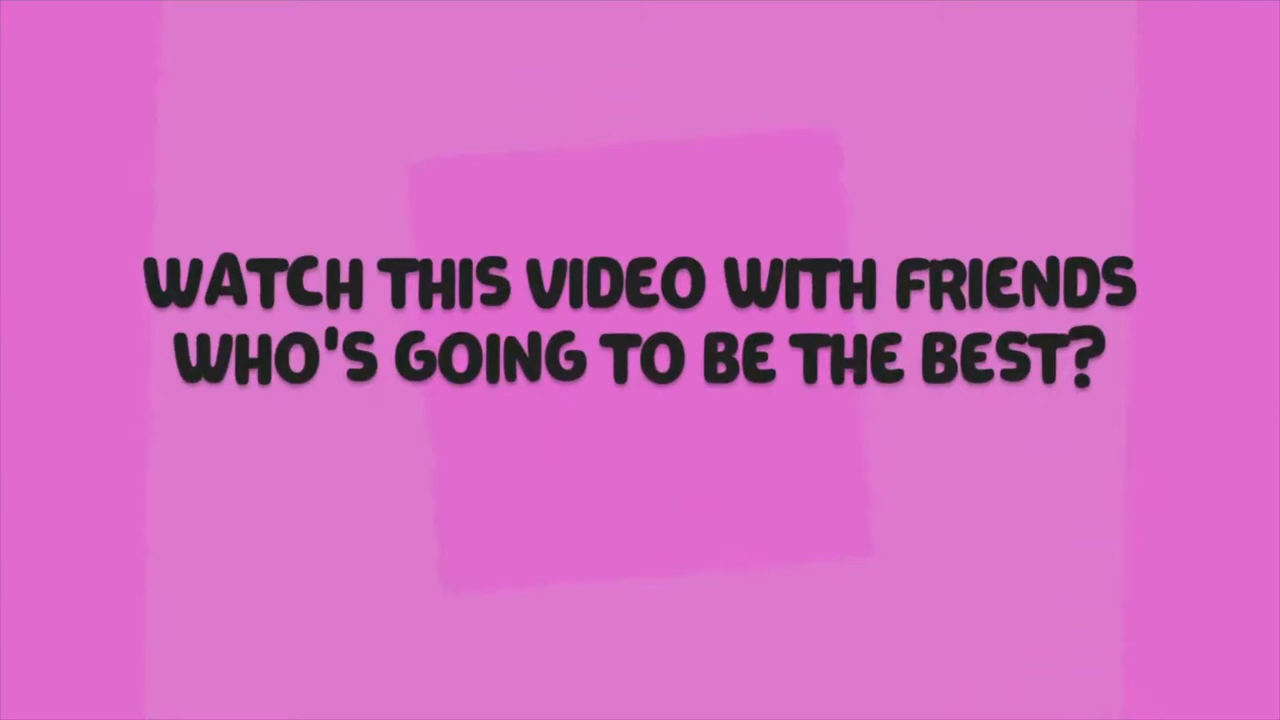 WATCH THIS VIDEO WITH FRIENDS
WHO'S GOING TO BE THE BEST?